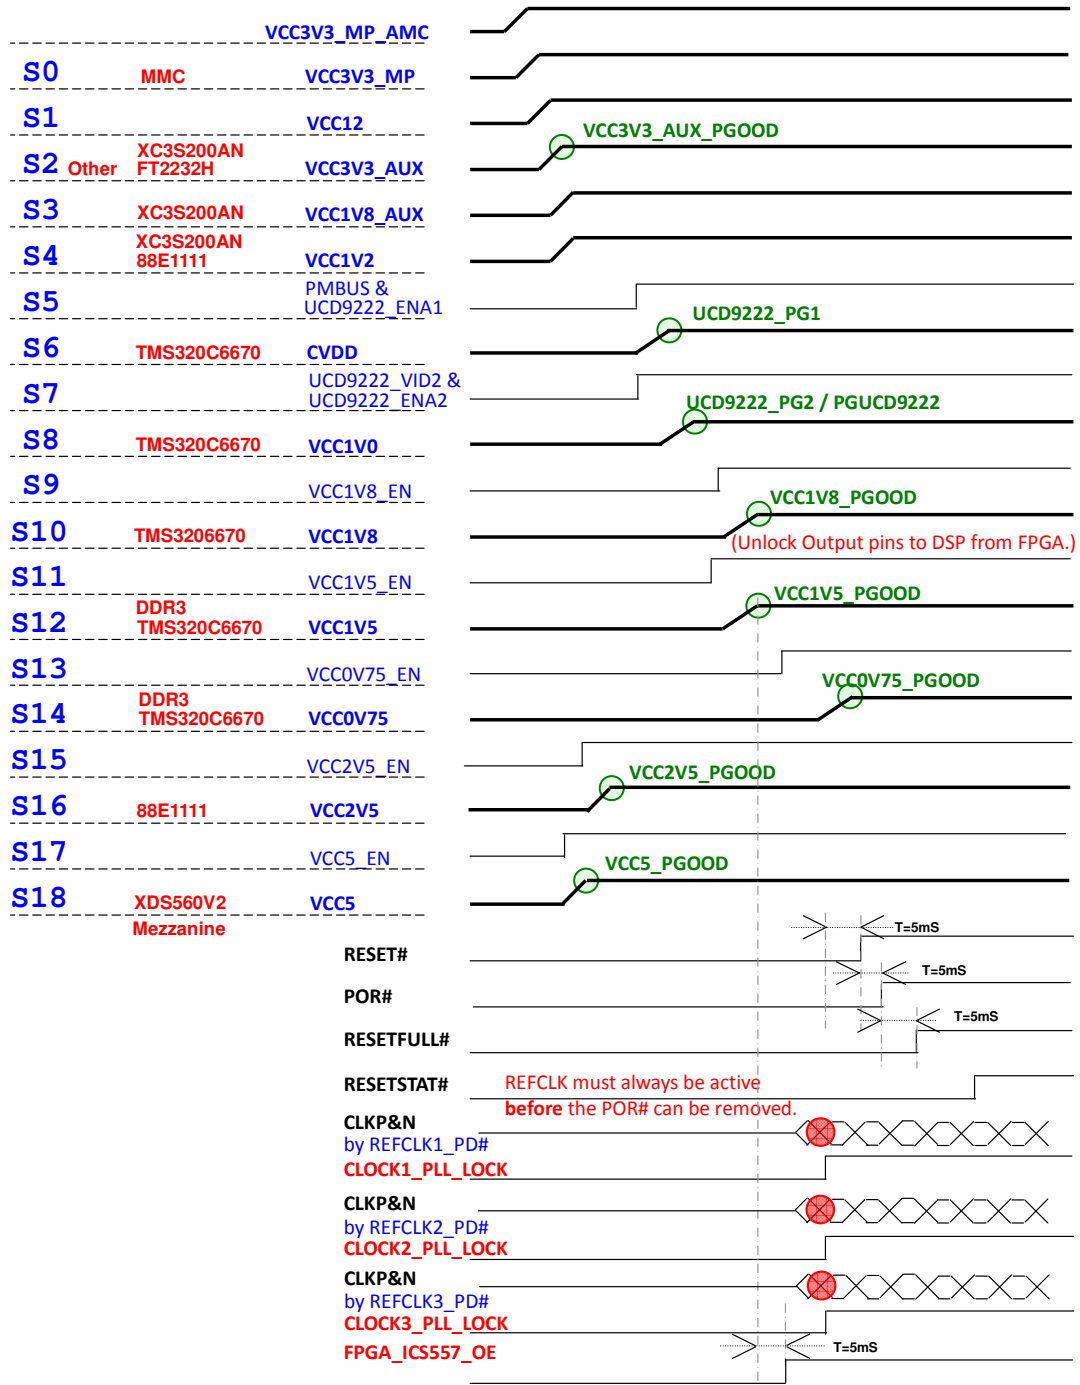 VCC3V3_MP_AMC
S0 MMC VCC3V3_MP
S1 VCC12
VCC3V3_AUX_PGOOD
XC3S200AN
S2 Other FT2232H VCC3V3_AUX
S3 XC3S200AN VCC1V8_AUX
XC3S200AN
S4 88E1111 VCC1V2
PMBUS &
S5 UCD9222_ENA1
UCD9222_PG1
S6 TMS320C6670 CVDD
UCD9222_VID2 &
S7 UCD9222_ENA2
UCD9222_PG2 / PGUCD9222
S8 TMS320C6670 VCC1V0
S9 VCC1V8_EN
VCC1V8_PGOOD
S10 TMS3206670 VCC1V8
(Unlock Output pins to DSP from FPGA.)
S11 VCC1V5_EN
VCC1V5_PGOOD
DDR3
S12 TMS320C6670 VCC1V5
S13 VCC0V75_EN
VCC0V75_PGOOD
DDR3
S14 TMS320C6670 VCC0V75
S15 VCC2V5_EN
VCC2V5_PGOOD
S16 88E1111 VCC2V5
S17 VCC5_EN
VCC5_PGOOD
S18 XDS560V2 VCC5
Mezzanine
T=5mS
RESET#
T=5mS
POR#
T=5mS
RESETFULL#
RESETSTAT#
REFCLK must always be active
before the POR# can be removed.
CLKP&N
by REFCLK1_PD#
CLOCK1_PLL_LOCK
CLKP&N
by REFCLK2_PD#
CLOCK2_PLL_LOCK
CLKP&N
by REFCLK3_PD#
CLOCK3_PLL_LOCK
FPGA_ICS557_OE
T=5mS